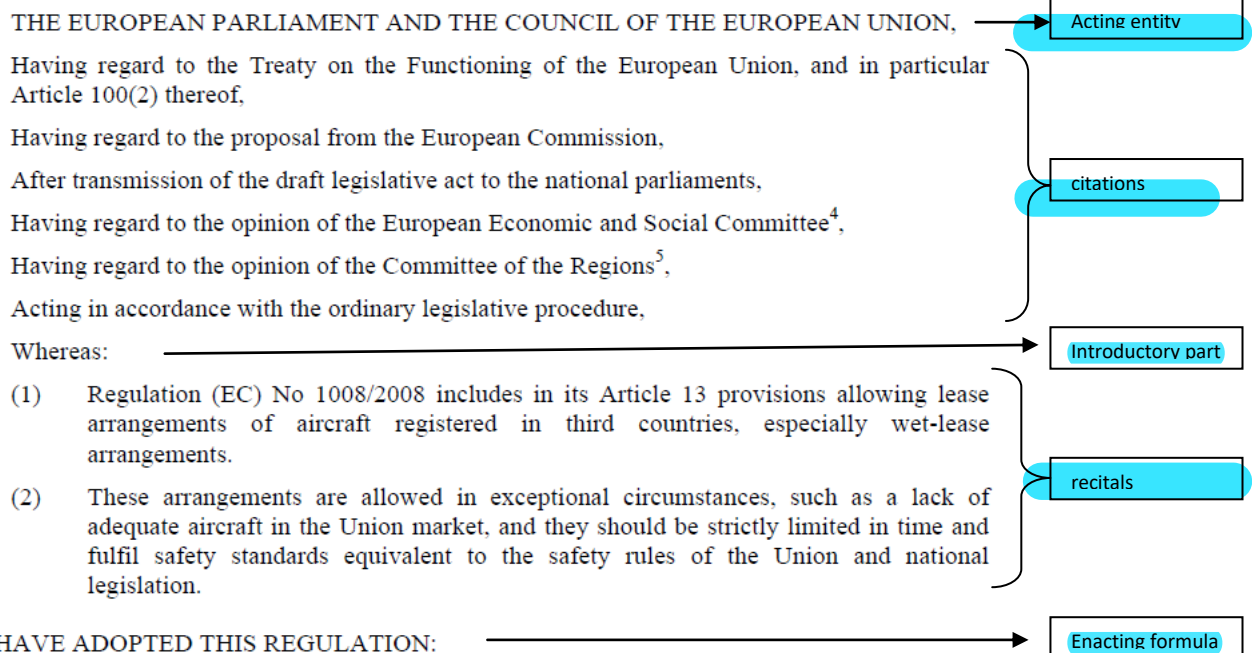 THE EUROPEAN PARLIAMENT AND THE COUNCIL OF THE EUROPEAN UNION,
Acting entity
Having regard to the Treaty on the Functioning of the European Union, and in particular
Article 100(2) thereof,
Having regard to the proposal from the European Commission,
After transmission of the draft legislative act to the national parliaments,
citations
Having regard to the opinion of the European Economic and Social Committee4,
Having regard to the opinion of the Committee of the Regions5,
Acting in accordance with the ordinary legislative procedure,
Whereas:
Introductory part
(1) Regulation (EC) No 1008/2008 includes in its Article 13 provisions allowing lease
arrangements of aircraft registered in third countries, especially wet-lease
arrangements.
recitals
(2) These arrangements are allowed in exceptional circumstances, such as a lack of
adequate aircraft in the Union market, and they should be strictly limited in time and
fulfil safety standards equivalent to the safety rules of the Union and national
legislation.
HAVE ADOPTED THIS REGULATION:
Enacting formula